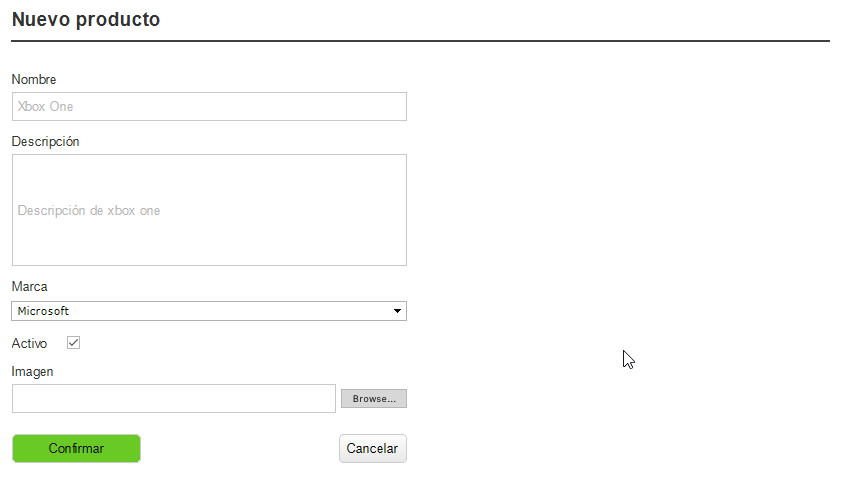 Nuevo producto
Nombre
Xbox One
Descripción
Descripción de xbox one
Marca
Microsoft
Activo
Imagen
Browse...
Confirmar Cancelar